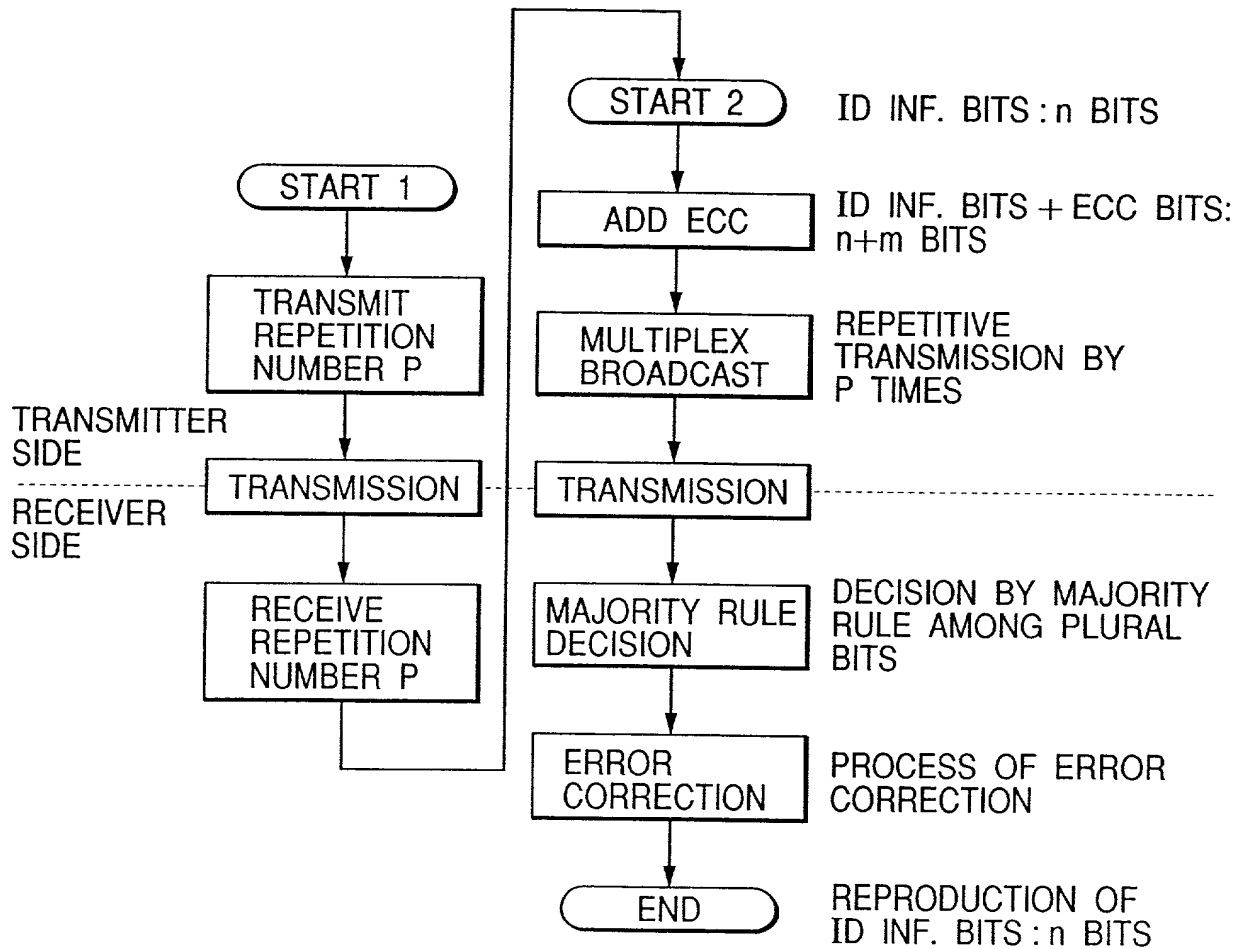 START 1
TRANSMIT
REPETITION
NUMBER P
TRANSMITTER
SIDE
TRANSMISSION
RECEIVER
SIDE
RECEIVE
REPETITION
NUMBER P
START 2
ID INF. BITS : n BITS
ADD ECC
ID INF. BITS + ECC BITS:
n+m BITS
MULTIPLEX
BROADCAST
REPETITIVE
TRANSMISSION BY
P TIMES
TRANSMISSION
MAJORITY RULE
DECISION
DECISION BY MAJORITY
RULE AMONG PLURAL
BITS
ERROR
CORRECTION
PROCESS OF ERROR
CORRECTION
END
REPRODUCTION OF
ID INF. BITS : n BITS